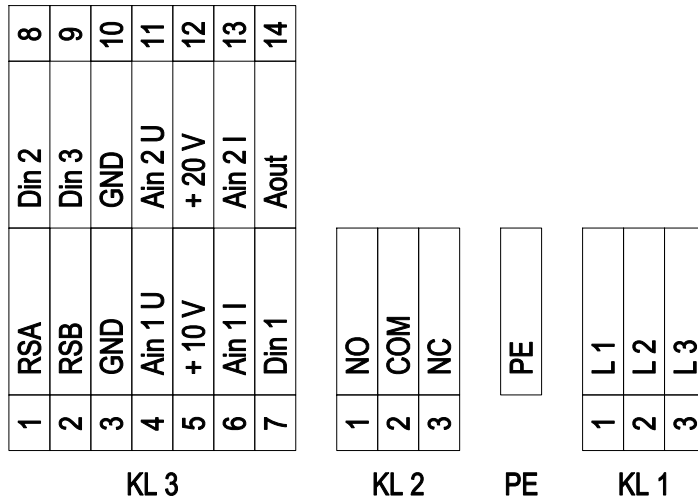 8 9 10 11 12 13 14
Din 2 Din 3 GND Ain 2 U + 20 V Ain 2 I Aout
RSA RSB GND Ain 1 U + 10 V Ain 1 I Din 1
1 2 3 4 5 6 7
KL 3
NO COM NC
1 2 3
KL 2
PE
PE
L 1 L 2 L 3
1 2 3
KL 1